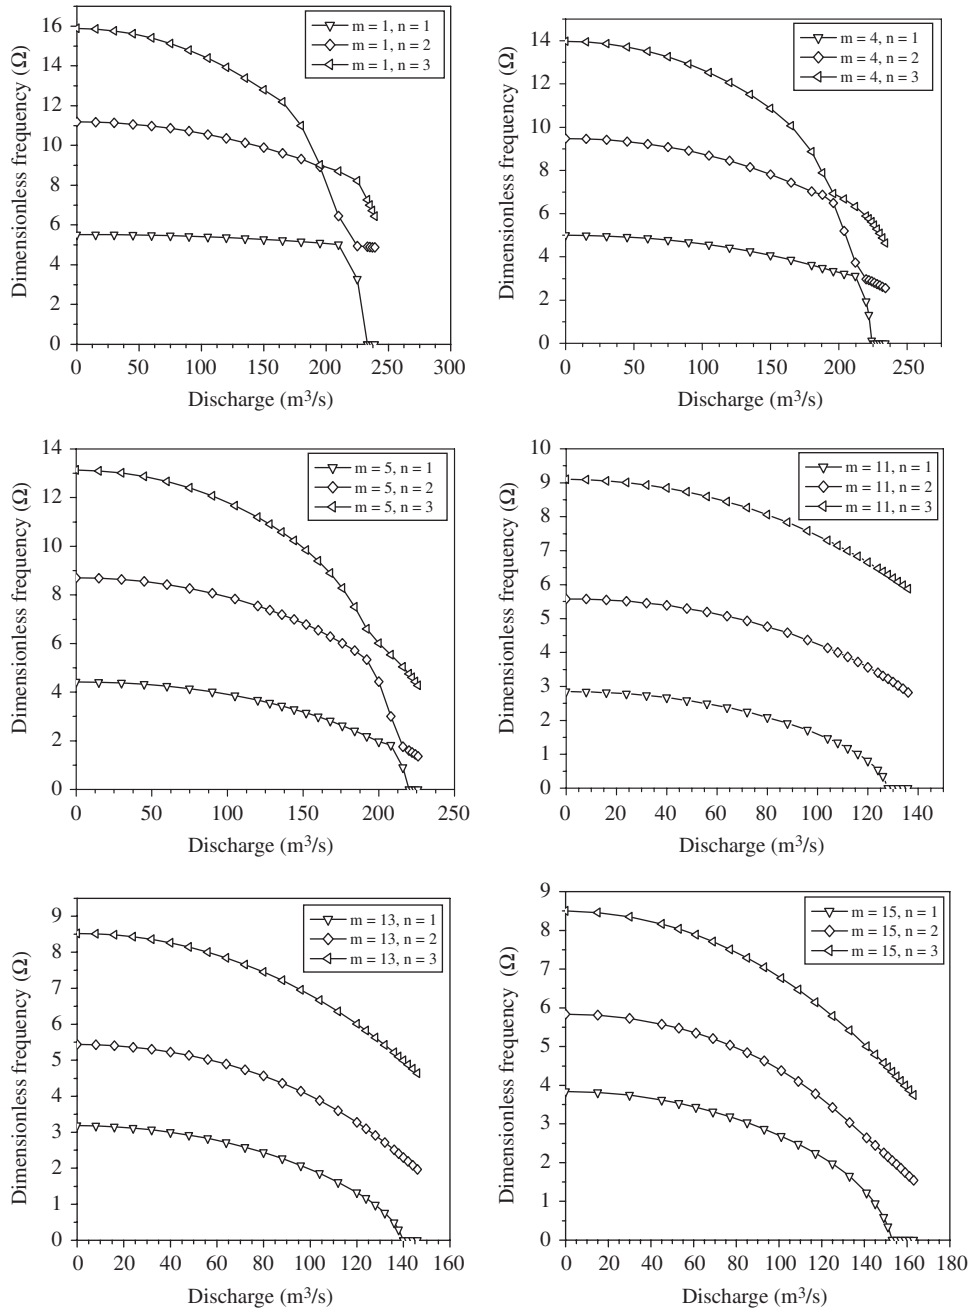 16
14
12
10
8
6
4
2
0
Dimensionless frequency (Ω)
m = 1, n = 1
m = 1, n = 2
m = 1, n = 3
0 50 100 150 200 250 300
Discharge (m³/s)
14
12
10
8
6
4
2
0
Dimensionless frequency (Ω)
m = 4, n = 1
m = 4, n = 2
m = 4, n = 3
0 50 100 150 200 250
Discharge (m³/s)
14
12
10
8
6
4
2
0
Dimensionless frequency (Ω)
m = 5, n = 1
m = 5, n = 2
m = 5, n = 3
0 50 100 150 200 250
Discharge (m³/s)
10
9
8
7
6
5
4
3
2
1
0
Dimensionless frequency (Ω)
m = 11, n = 1
m = 11, n = 2
m = 11, n = 3
0 20 40 60 80 100 120 140
Discharge (m³/s)
9
8
7
6
5
4
3
2
1
0
Dimensionless frequency (Ω)
m = 13, n = 1
m = 13, n = 2
m = 13, n = 3
0 20 40 60 80 100 120 140 160
Discharge (m³/s)
9
8
7
6
5
4
3
2
1
0
Dimensionless frequency (Ω)
m = 15, n = 1
m = 15, n = 2
m = 15, n = 3
0 20 40 60 80 100 120 140 160 180
Discharge (m³/s)